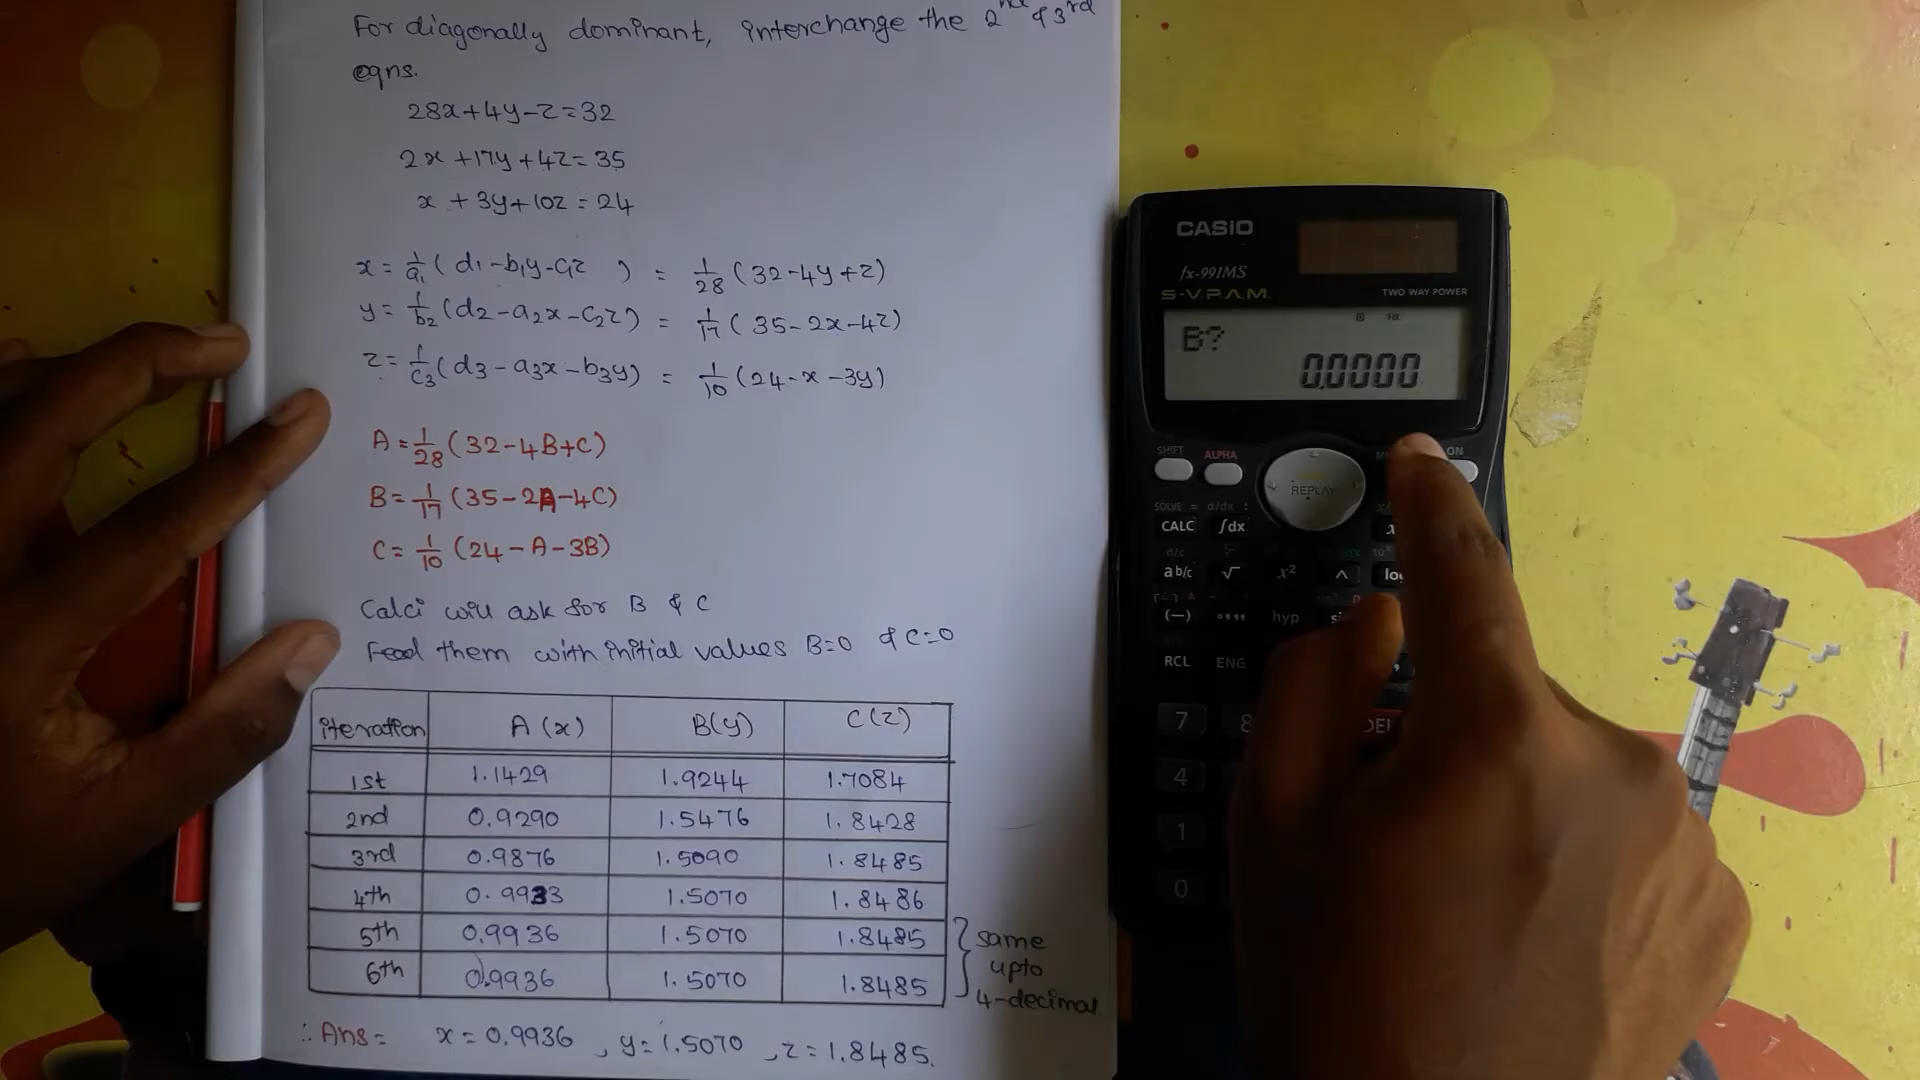 For diagonally dominant, interchange the 2nd & 3rd
eqns.
28x+4y-z=32
2x+17y+4z=35
x+3y+10z=24
x = 1/a1 (d1-b1y-c1z ) = 1/28 (32-4y+z)
y = 1/b2 (d2-a2x-c2z) = 1/17 (35-2x-4z)
z = 1/c3 (d3-a3x-b3y) = 1/10 (24-x-3y)
A = 1/28 (32-4B+C)
B = 1/17 (35-2A-4C)
C = 1/10 (24-A-3B)
Calci will ask for B & C
Feed them with initial values B=0 & C=0
iteration A (x) B(y) C(z)
1st 1.1429 1.9244 1.7084
2nd 0.9290 1.5476 1.8428
3rd 0.9876 1.5090 1.8485
4th 0.9933 1.5070 1.8486
5th 0.9936 1.5070 1.8485
6th 0.9936 1.5070 1.8485
same
upto
4-decimal.
∴ Ans = x = 0.9936, y = 1.5070, z = 1.8485.
CASIO
fx-991MS
S-V.P.A.M.
TWO WAY POWER
B?
0.0000
SHIFT ALPHA ON
REPLAY
SOLVE = d/dx :
CALC ∫dx
d/c
a b/c √ x² ^
(−) hyp
RCL ENG
7 8 DEL
4
1
0